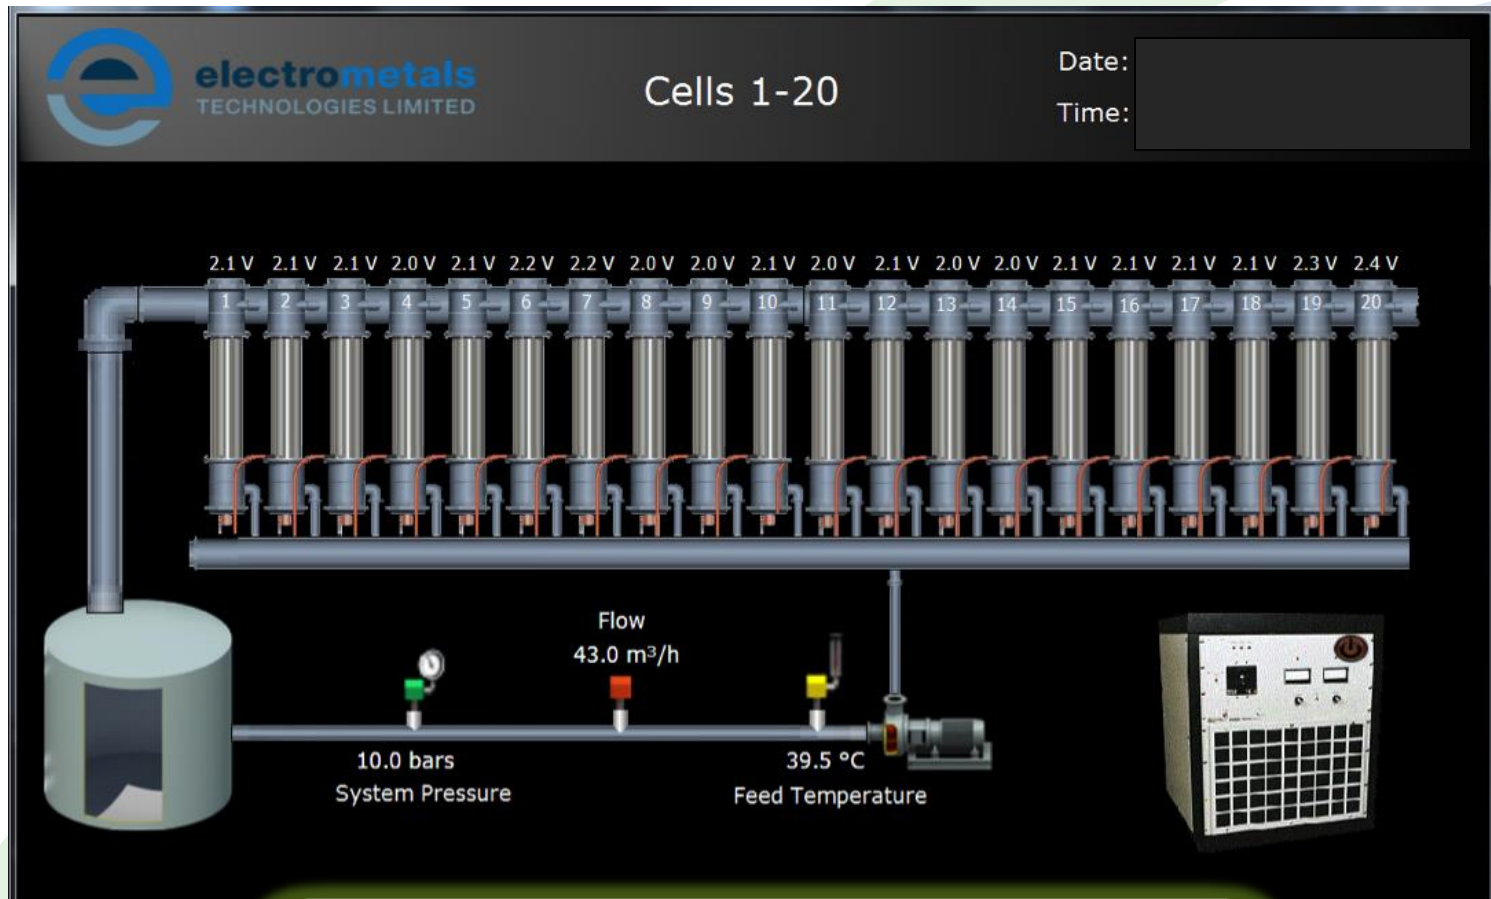 electrometals
TECHNOLOGIES LIMITED
Cells 1-20
Date:
Time:
2.1 V 2.1 V 2.1 V 2.0 V 2.1 V 2.2 V 2.2 V 2.0 V 2.0 V 2.1 V 2.0 V 2.1 V 2.0 V 2.0 V 2.1 V 2.1 V 2.1 V 2.1 V 2.3 V 2.4 V
1 2 3 4 5 6 7 8 9 10 11 12 13 14 15 16 17 18 19 20
Flow
43.0 m³/h
10.0 bars
System Pressure
39.5 °C
Feed Temperature